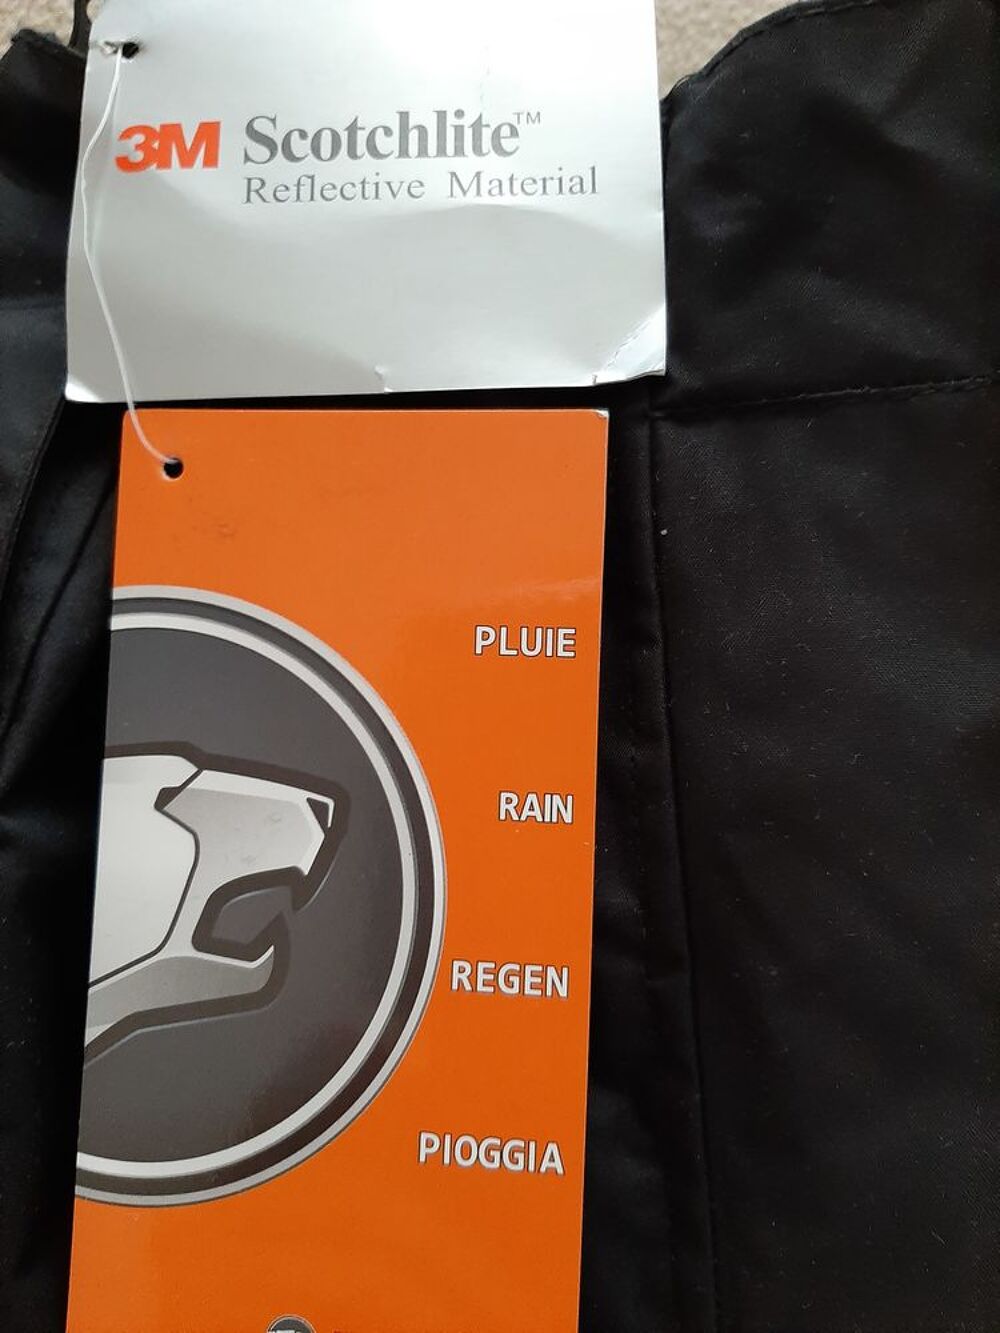 3M Scotchlite™
Reflective Material
PLUIE
RAIN
REGEN
PIOGGIA